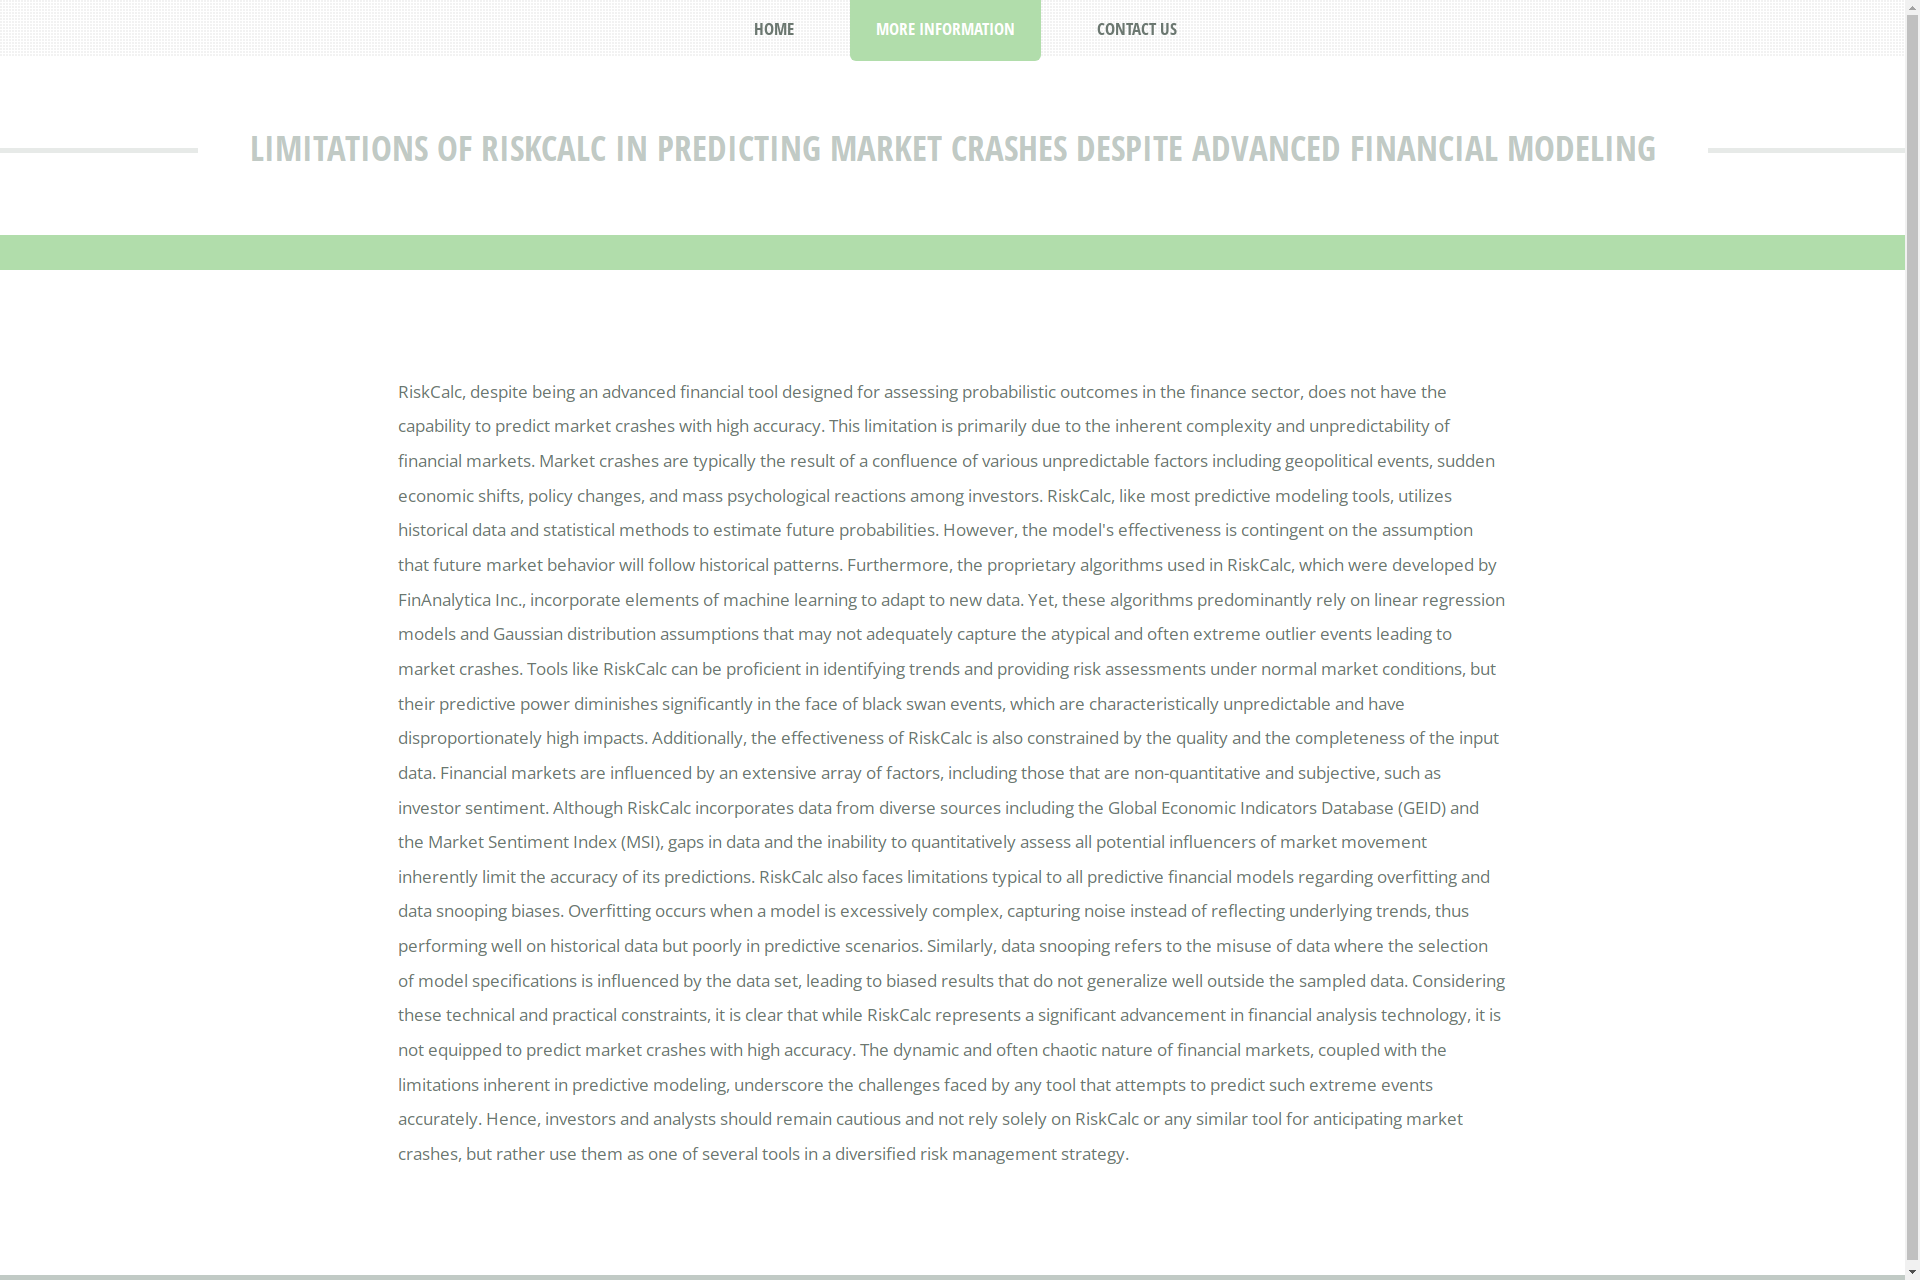 HOME
MORE INFORMATION
CONTACT US
LIMITATIONS OF RISKCALC IN PREDICTING MARKET CRASHES DESPITE ADVANCED FINANCIAL MODELING
RiskCalc, despite being an advanced financial tool designed for assessing probabilistic outcomes in the finance sector, does not have the
capability to predict market crashes with high accuracy. This limitation is primarily due to the inherent complexity and unpredictability of
financial markets. Market crashes are typically the result of a confluence of various unpredictable factors including geopolitical events, sudden
economic shifts, policy changes, and mass psychological reactions among investors. RiskCalc, like most predictive modeling tools, utilizes
historical data and statistical methods to estimate future probabilities. However, the model's effectiveness is contingent on the assumption
that future market behavior will follow historical patterns. Furthermore, the proprietary algorithms used in RiskCalc, which were developed by
FinAnalytica Inc., incorporate elements of machine learning to adapt to new data. Yet, these algorithms predominantly rely on linear regression
models and Gaussian distribution assumptions that may not adequately capture the atypical and often extreme outlier events leading to
market crashes. Tools like RiskCalc can be proficient in identifying trends and providing risk assessments under normal market conditions, but
their predictive power diminishes significantly in the face of black swan events, which are characteristically unpredictable and have
disproportionately high impacts. Additionally, the effectiveness of RiskCalc is also constrained by the quality and the completeness of the input
data. Financial markets are influenced by an extensive array of factors, including those that are non-quantitative and subjective, such as
investor sentiment. Although RiskCalc incorporates data from diverse sources including the Global Economic Indicators Database (GEID) and
the Market Sentiment Index (MSI), gaps in data and the inability to quantitatively assess all potential influencers of market movement
inherently limit the accuracy of its predictions. RiskCalc also faces limitations typical to all predictive financial models regarding overfitting and
data snooping biases. Overfitting occurs when a model is excessively complex, capturing noise instead of reflecting underlying trends, thus
performing well on historical data but poorly in predictive scenarios. Similarly, data snooping refers to the misuse of data where the selection
of model specifications is influenced by the data set, leading to biased results that do not generalize well outside the sampled data. Considering
these technical and practical constraints, it is clear that while RiskCalc represents a significant advancement in financial analysis technology, it is
not equipped to predict market crashes with high accuracy. The dynamic and often chaotic nature of financial markets, coupled with the
limitations inherent in predictive modeling, underscore the challenges faced by any tool that attempts to predict such extreme events
accurately. Hence, investors and analysts should remain cautious and not rely solely on RiskCalc or any similar tool for anticipating market
crashes, but rather use them as one of several tools in a diversified risk management strategy.